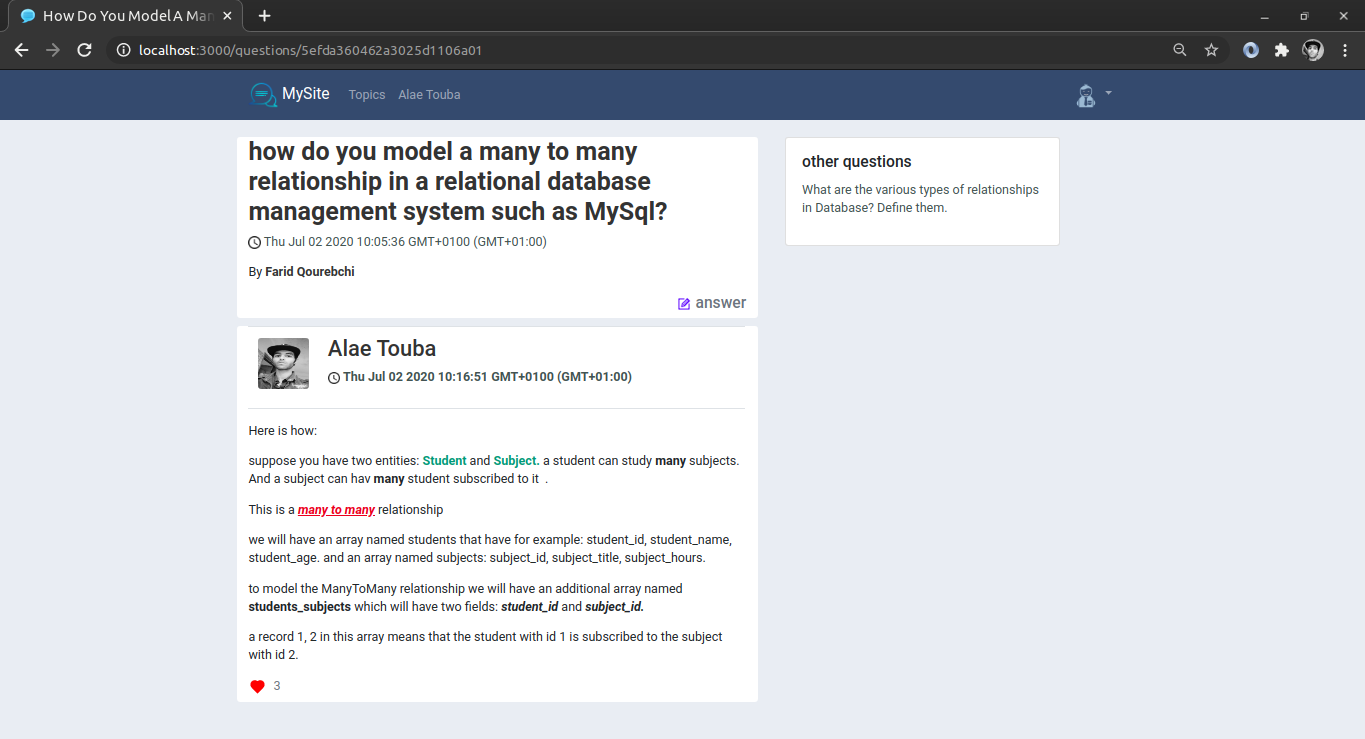 How Do You Model A Man
localhost:3000/questions/5efda360462a3025d1106a01
MySite Topics Alae Touba
how do you model a many to many
relationship in a relational database
management system such as MySql?
Thu Jul 02 2020 10:05:36 GMT+0100 (GMT+01:00)
By Farid Qourebchi
answer
other questions
What are the various types of relationships
in Database? Define them.
Alae Touba
Thu Jul 02 2020 10:16:51 GMT+0100 (GMT+01:00)
Here is how:
suppose you have two entities: Student and Subject. a student can study many subjects.
And a subject can hav many student subscribed to it .
This is a many to many relationship
we will have an array named students that have for example: student_id, student_name,
student_age. and an array named subjects: subject_id, subject_title, subject_hours.
to model the ManyToMany relationship we will have an additional array named
students_subjects which will have two fields: student_id and subject_id.
a record 1, 2 in this array means that the student with id 1 is subscribed to the subject
with id 2.
3